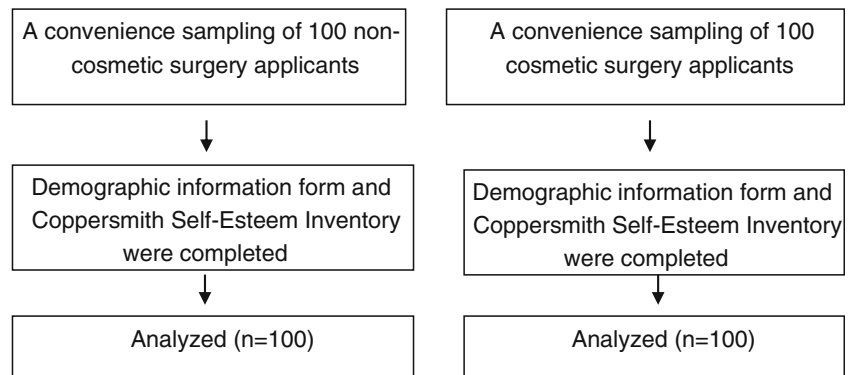 A convenience sampling of 100 non-
cosmetic surgery applicants
Demographic information form and
Coppersmith Self-Esteem Inventory
were completed
Analyzed (n=100)
A convenience sampling of 100
cosmetic surgery applicants
Demographic information form and
Coppersmith Self-Esteem Inventory
were completed
Analyzed (n=100)